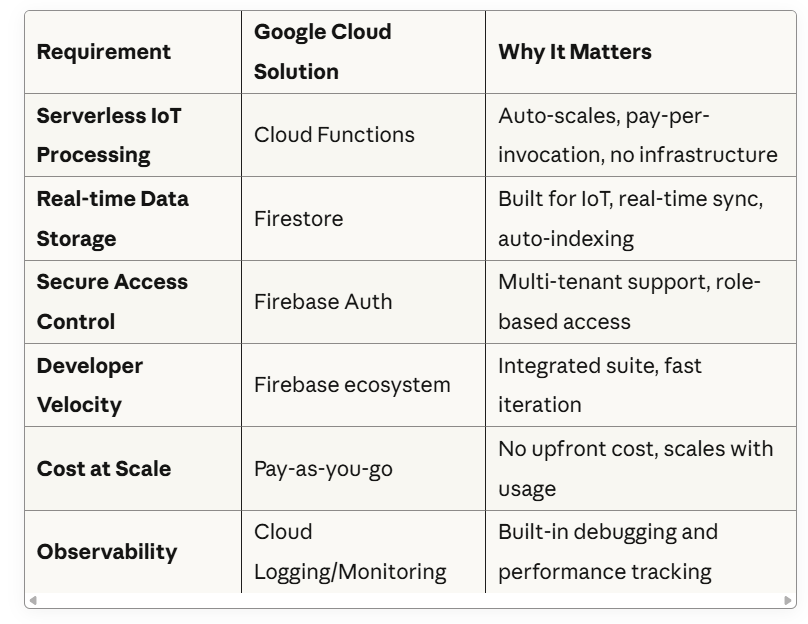 Requirement
Google Cloud
Solution
Why It Matters
Serverless IoT
Processing
Cloud Functions
Auto-scales, pay-per-
invocation, no infrastructure
Real-time Data
Storage
Firestore
Built for IoT, real-time sync,
auto-indexing
Secure Access
Control
Firebase Auth
Multi-tenant support, role-
based access
Developer
Velocity
Firebase ecosystem
Integrated suite, fast
iteration
Cost at Scale
Pay-as-you-go
No upfront cost, scales with
usage
Observability
Cloud
Logging/Monitoring
Built-in debugging and
performance tracking